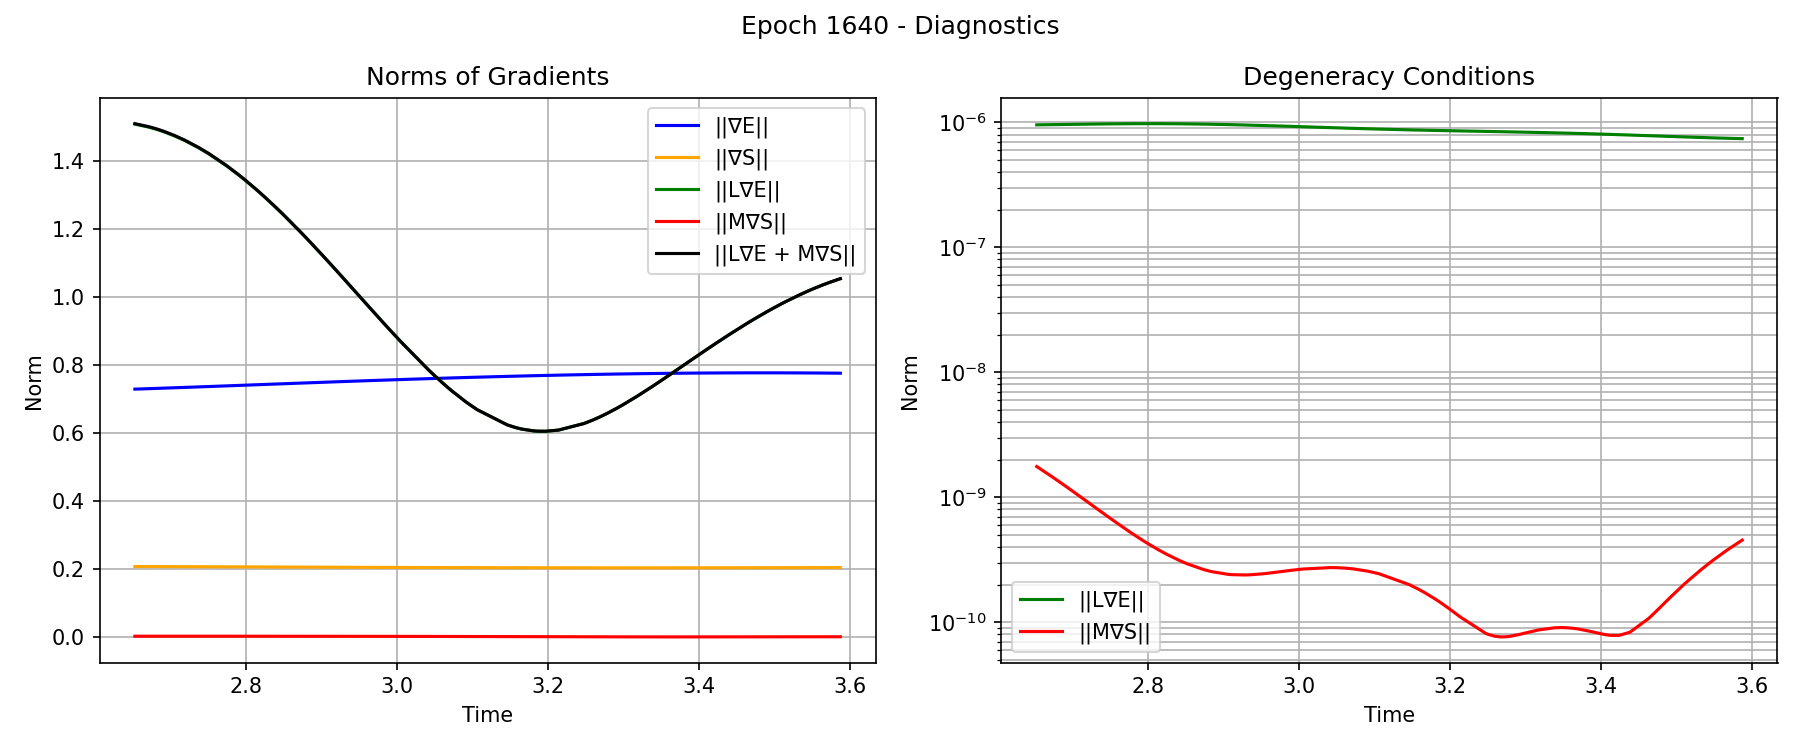 Epoch 1640 - Diagnostics
Norms of Gradients
||∇E||
||∇S||
||L∇E||
||M∇S||
||L∇E + M∇S||
1.4
1.2
1.0
0.8
0.6
0.4
0.2
0.0
Norm
2.8 3.0 3.2 3.4 3.6
Time
Degeneracy Conditions
10⁻⁶
10⁻⁷
10⁻⁸
10⁻⁹
10⁻¹⁰
Norm
||L∇E||
||M∇S||
2.8 3.0 3.2 3.4 3.6
Time